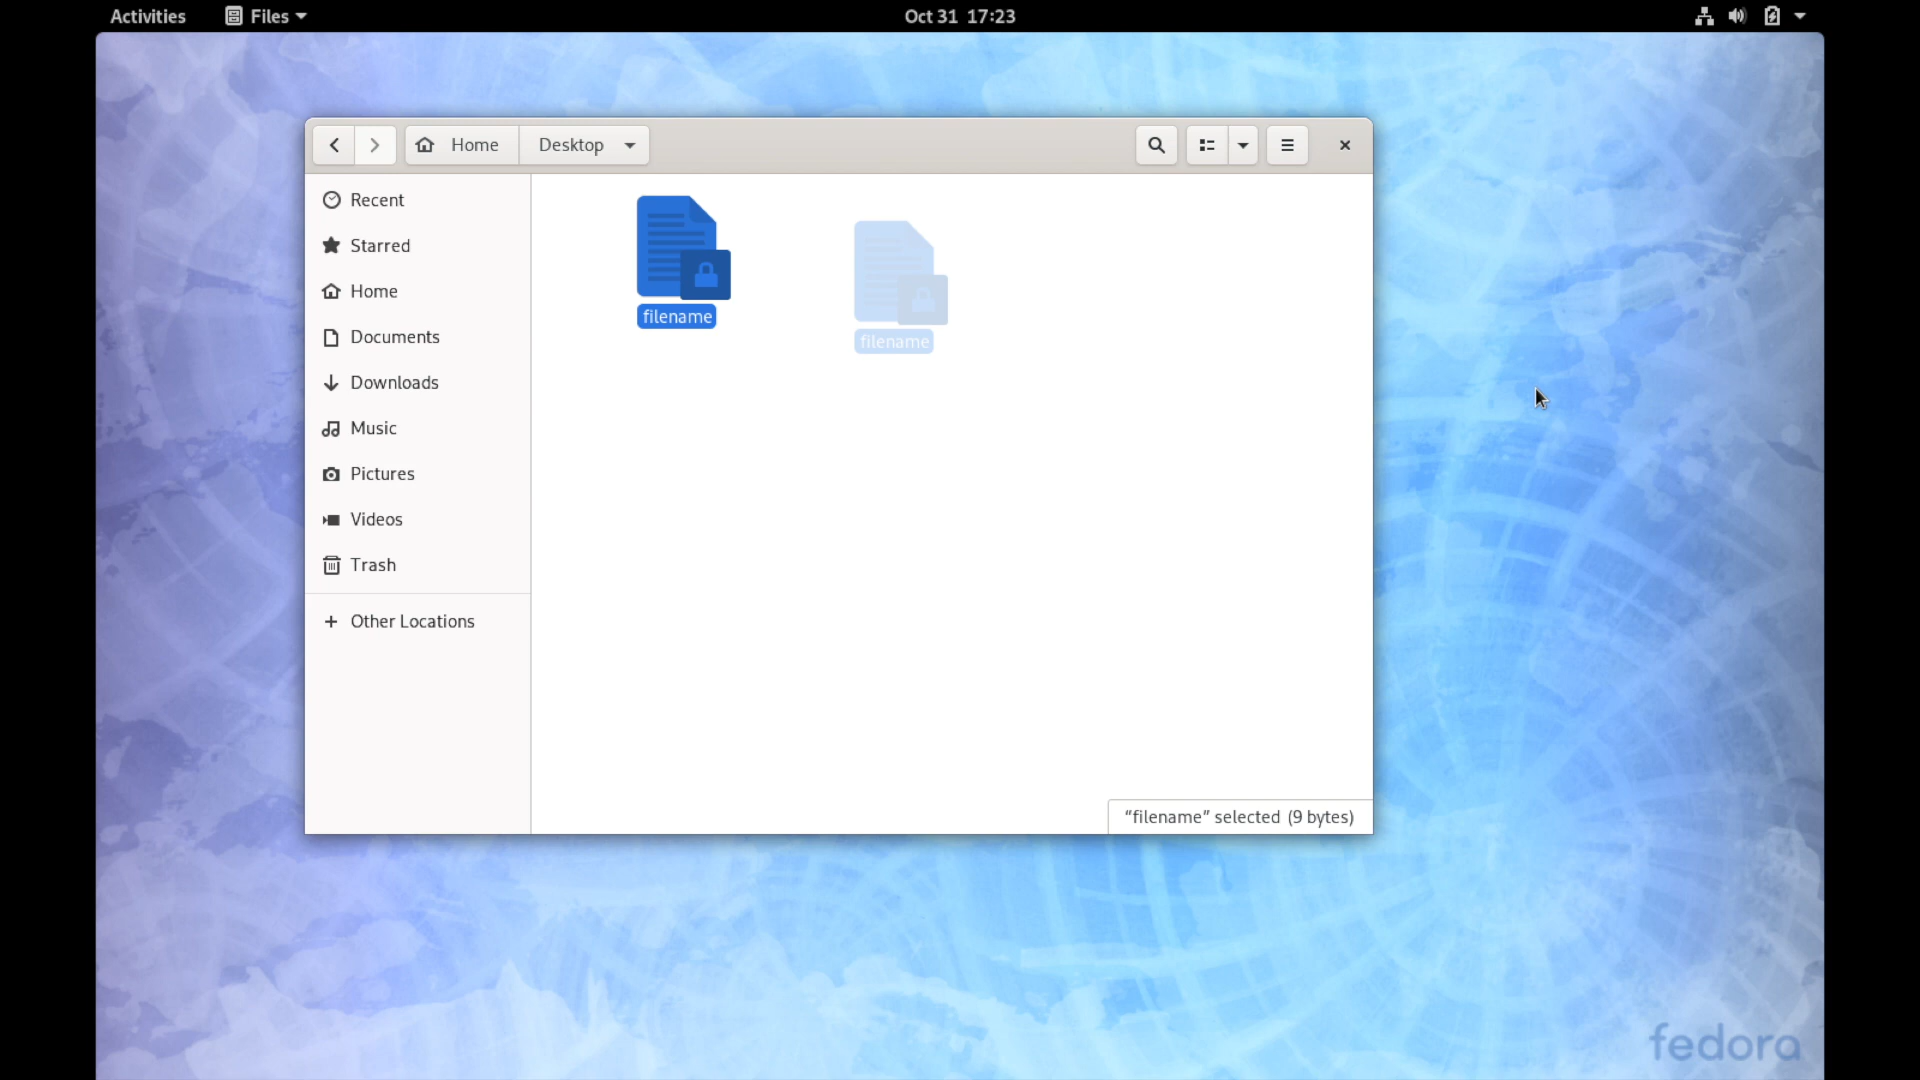 Activities Files Oct 31 17:23
Home Desktop
Recent
Starred
Home
Documents
Downloads
Music
Pictures
Videos
Trash
Other Locations
filename
filename
“filename” selected (9 bytes)
fedora